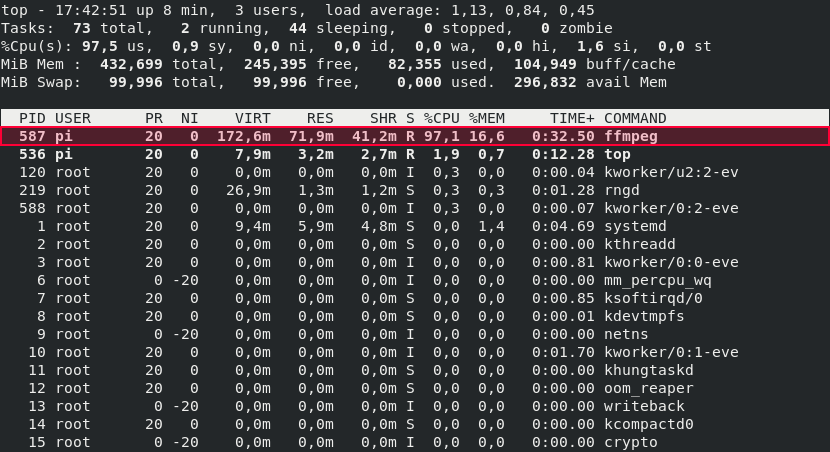 top - 17:42:51 up 8 min,  3 users,  load average: 1,13, 0,84, 0,45
Tasks:  73 total,   2 running,  44 sleeping,   0 stopped,   0 zombie
%Cpu(s): 97,5 us,  0,9 sy,  0,0 ni,  0,0 id,  0,0 wa,  0,0 hi,  1,6 si,  0,0 st
MiB Mem :  432,699 total,  245,395 free,   82,355 used,  104,949 buff/cache
MiB Swap:   99,996 total,   99,996 free,    0,000 used.  296,832 avail Mem
PID USER      PR  NI    VIRT    RES    SHR S %CPU %MEM     TIME+ COMMAND
587 pi        20   0  172,6m  71,9m  41,2m R 97,1 16,6   0:32.50 ffmpeg
536 pi        20   0    7,9m   3,2m   2,7m R  1,9  0,7   0:12.28 top
120 root      20   0    0,0m   0,0m   0,0m I  0,3  0,0   0:00.04 kworker/u2:2-ev
219 root      20   0   26,9m   1,3m   1,2m S  0,3  0,3   0:01.28 rngd
588 root      20   0    0,0m   0,0m   0,0m I  0,3  0,0   0:00.07 kworker/0:2-eve
1 root      20   0    9,4m   5,9m   4,8m S  0,0  1,4   0:04.69 systemd
2 root      20   0    0,0m   0,0m   0,0m S  0,0  0,0   0:00.00 kthreadd
3 root      20   0    0,0m   0,0m   0,0m I  0,0  0,0   0:00.81 kworker/0:0-eve
6 root       0 -20    0,0m   0,0m   0,0m I  0,0  0,0   0:00.00 mm_percpu_wq
7 root      20   0    0,0m   0,0m   0,0m S  0,0  0,0   0:00.85 ksoftirqd/0
8 root      20   0    0,0m   0,0m   0,0m S  0,0  0,0   0:00.01 kdevtmpfs
9 root       0 -20    0,0m   0,0m   0,0m I  0,0  0,0   0:00.00 netns
10 root      20   0    0,0m   0,0m   0,0m I  0,0  0,0   0:01.70 kworker/0:1-eve
11 root      20   0    0,0m   0,0m   0,0m S  0,0  0,0   0:00.00 khungtaskd
12 root      20   0    0,0m   0,0m   0,0m S  0,0  0,0   0:00.00 oom_reaper
13 root       0 -20    0,0m   0,0m   0,0m I  0,0  0,0   0:00.00 writeback
14 root      20   0    0,0m   0,0m   0,0m S  0,0  0,0   0:00.00 kcompactd0
15 root       0 -20    0,0m   0,0m   0,0m I  0,0  0,0   0:00.00 crypto